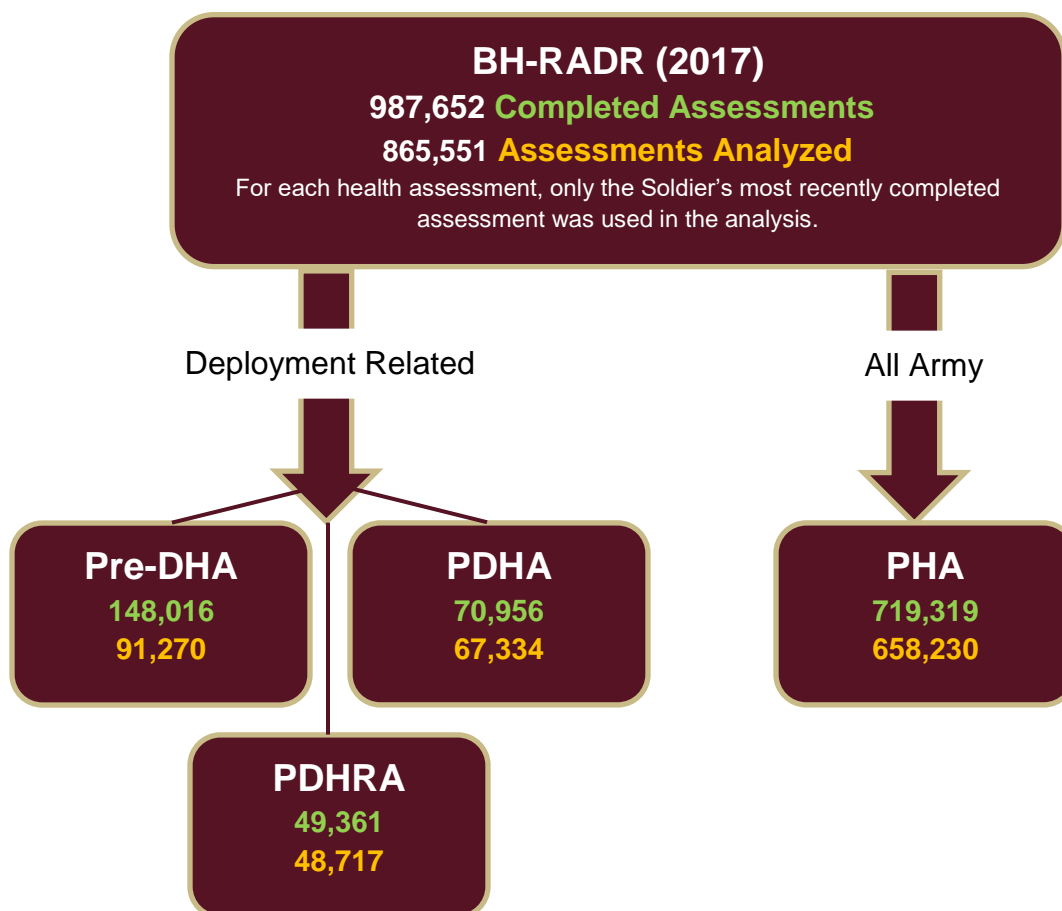 BH-RADR (2017)
987,652 Completed Assessments
865,551 Assessments Analyzed
For each health assessment, only the Soldier’s most recently completed
assessment was used in the analysis.
Deployment Related
All Army
Pre-DHA
148,016
91,270
PDHA
70,956
67,334
PHA
719,319
658,230
PDHRA
49,361
48,717